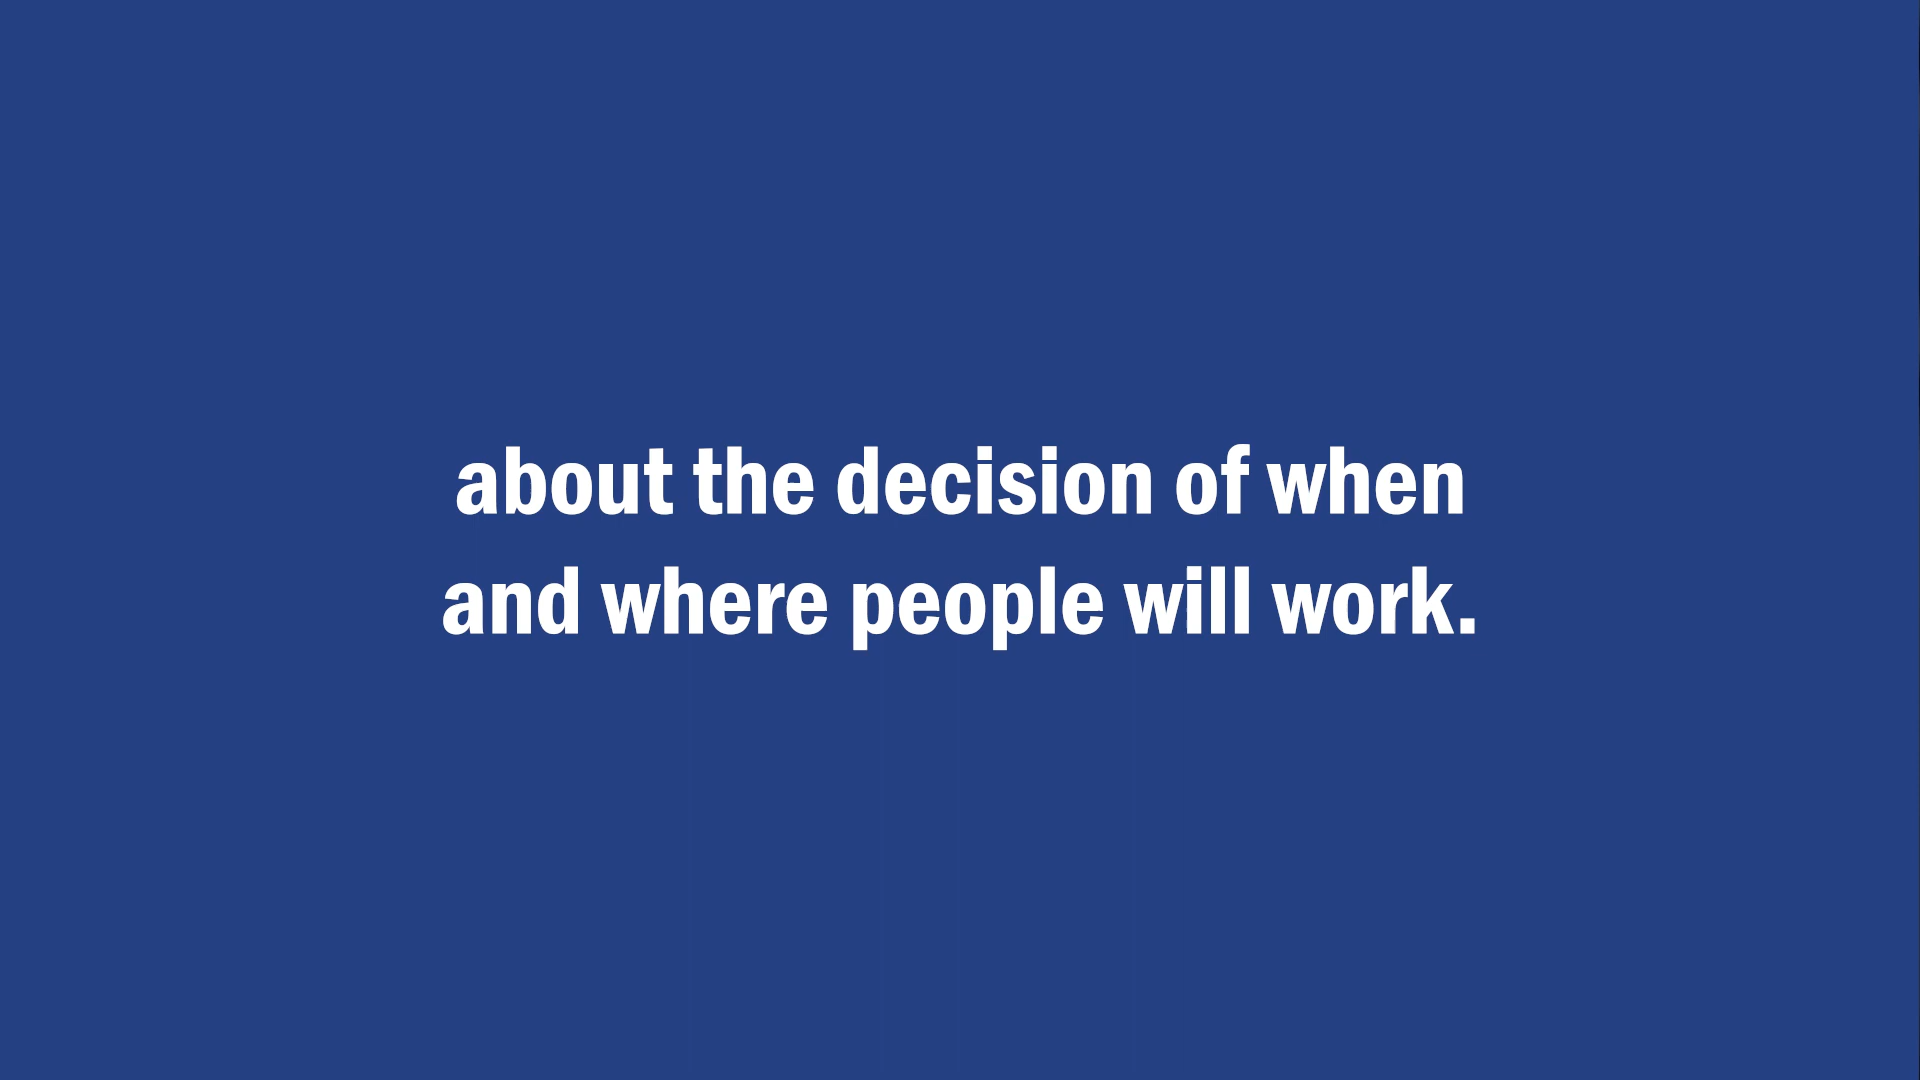 about the decision of when
and where people will work.